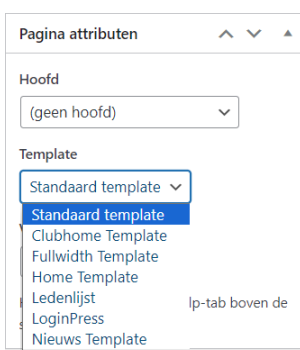 Pagina attributen
Hoofd
(geen hoofd)
Template
Standaard template
Standaard template
Clubhome Template
Fullwidth Template
Home Template
Ledenlijst
lp-tab boven de
LoginPress
Nieuws Template